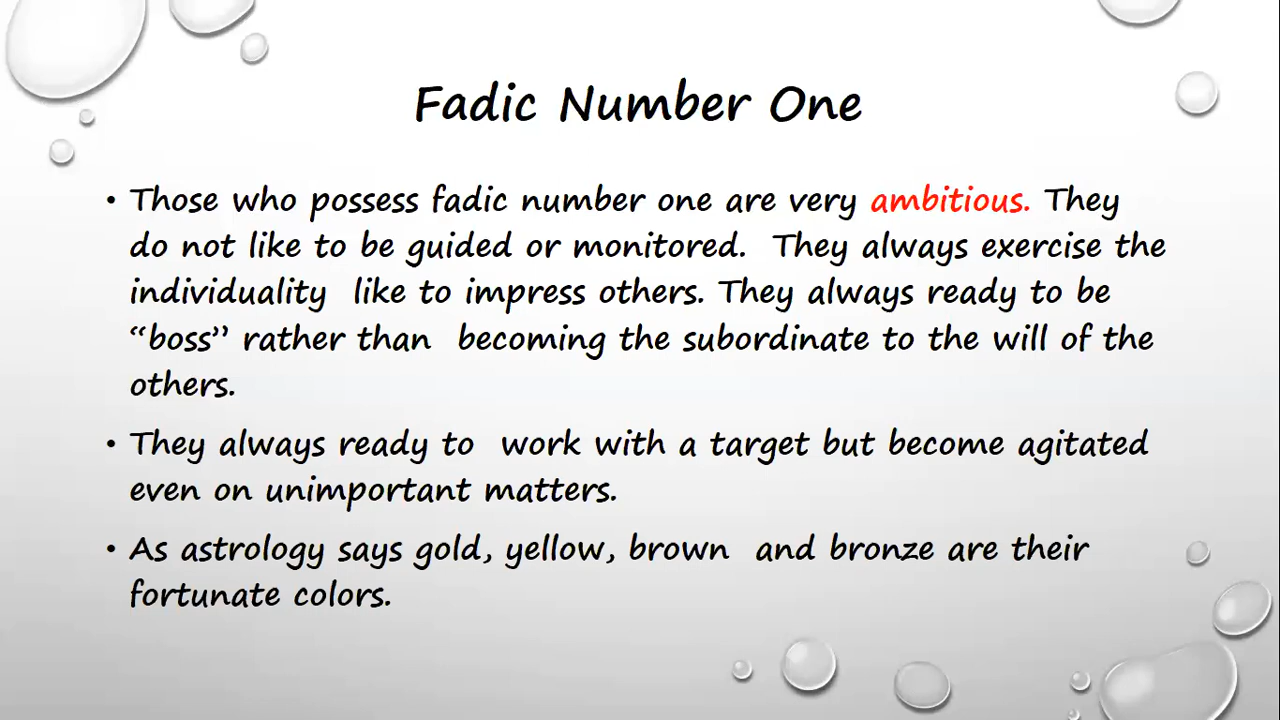 Fadic Number One
• Those who possess fadic number one are very ambitious. They
do not like to be guided or monitored.  They always exercise the
individuality  like to impress others. They always ready to be
“boss” rather than  becoming the subordinate to the will of the
others.
• They always ready to  work with a target but become agitated
even on unimportant matters.
• As astrology says gold, yellow, brown  and bronze are their
fortunate colors.